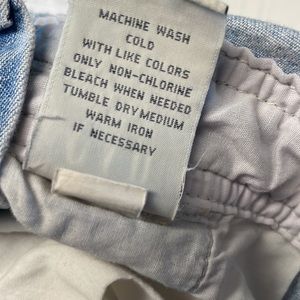 MACHINE WASH
COLD
WITH LIKE COLORS
ONLY NON-CHLORINE
BLEACH WHEN NEEDED
TUMBLE DRY MEDIUM
WARM IRON
IF NECESSARY